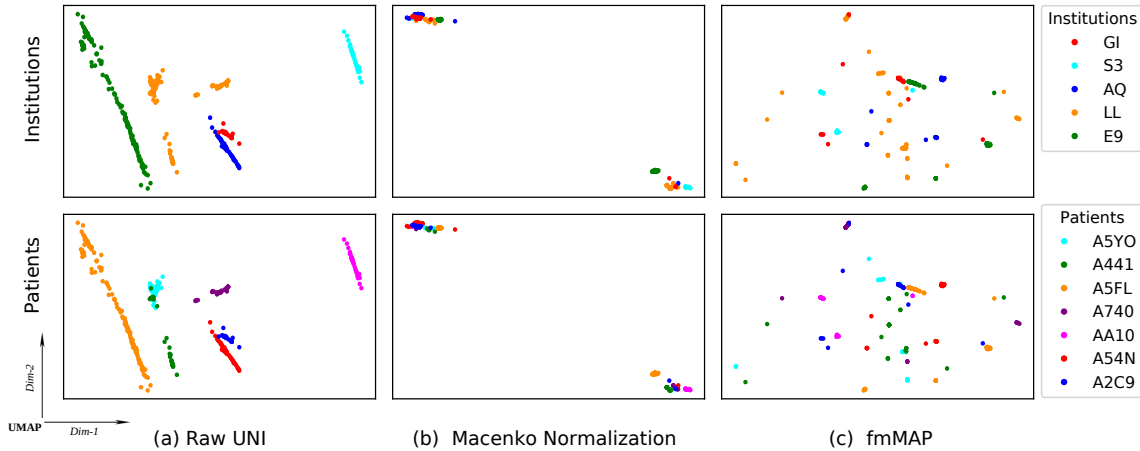 Institutions
Institutions
GI
S3
AQ
LL
E9
Patients
Patients
A5YO
A441
A5FL
A740
AA10
A54N
A2C9
Dim-2
UMAP
Dim-1
(a) Raw UNI
(b) Macenko Normalization
(c) fmMAP